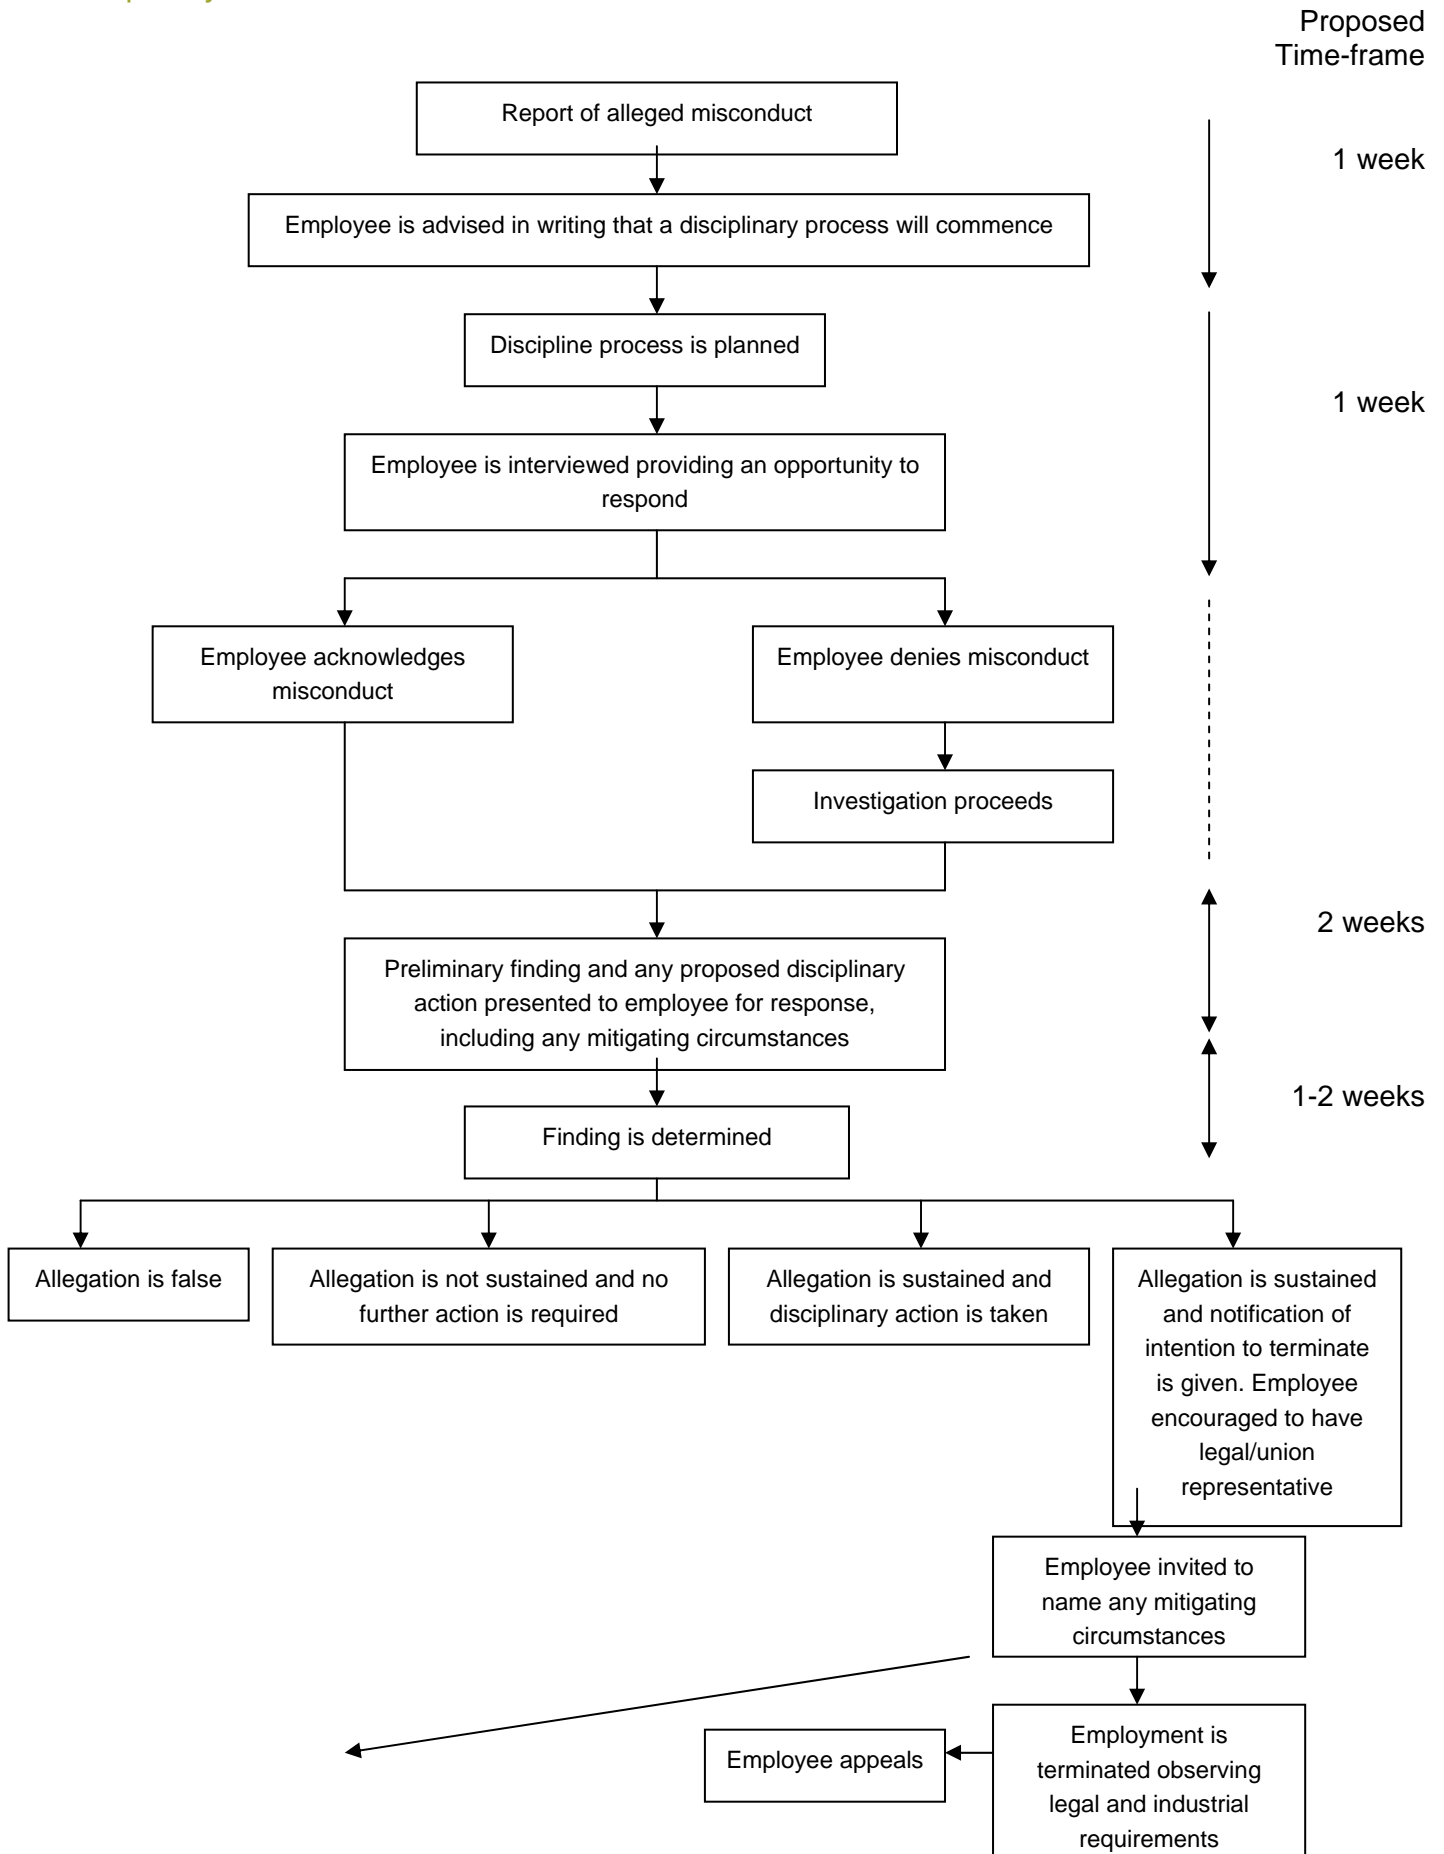 Proposed
Time-frame
Report of alleged misconduct
1 week
Employee is advised in writing that a disciplinary process will commence
Discipline process is planned
1 week
Employee is interviewed providing an opportunity to
respond
Employee acknowledges
misconduct
Employee denies misconduct
Investigation proceeds
2 weeks
Preliminary finding and any proposed disciplinary
action presented to employee for response,
including any mitigating circumstances
1-2 weeks
Finding is determined
Allegation is false
Allegation is not sustained and no
further action is required
Allegation is sustained and
disciplinary action is taken
Allegation is sustained
and notification of
intention to terminate
is given. Employee
encouraged to have
legal/union
representative
Employee invited to
name any mitigating
circumstances
Employee appeals
Employment is
terminated observing
legal and industrial
requirements